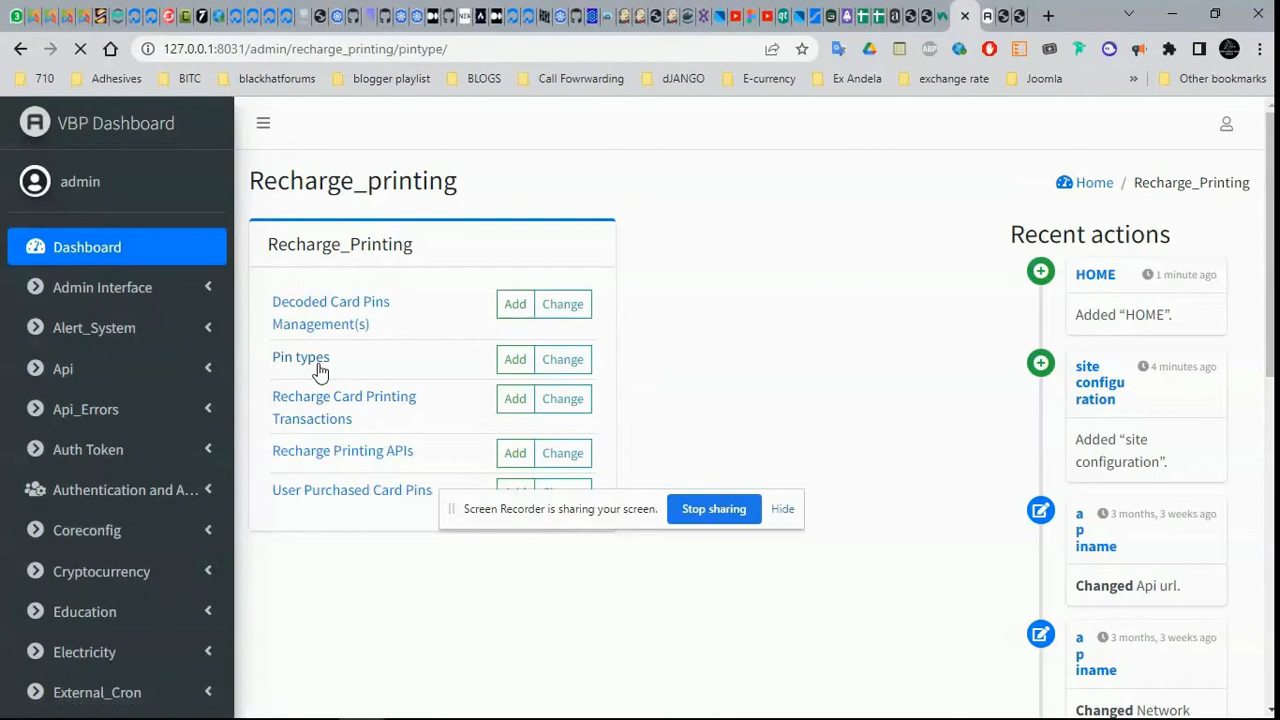 127.0.0.1:8031/admin/recharge_printing/pintype/
710
Adhesives
BITC
blackhatforums
blogger playlist
BLOGS
Call Fowrwarding
dJANGO
E-currency
Ex Andela
exchange rate
Joomla
»
Other bookmarks
VBP Dashboard
admin
Dashboard
Admin Interface
Alert_System
Api
Api_Errors
Auth Token
Authentication and A...
Coreconfig
Cryptocurrency
Education
Electricity
External_Cron
Recharge_printing
Home / Recharge_Printing
Recharge_Printing
Decoded Card Pins
Management(s)
Add Change
Pin types
Add Change
Recharge Card Printing
Transactions
Add Change
Recharge Printing APIs
Add Change
User Purchased Card Pins
Screen Recorder is sharing your screen.
Stop sharing
Hide
Recent actions
HOME
1 minute ago
Added “HOME”.
site
configu
ration
4 minutes ago
Added “site
configuration”.
a
p
iname
3 months, 3 weeks ago
Changed Api url.
a
p
iname
3 months, 3 weeks ago
Changed Network